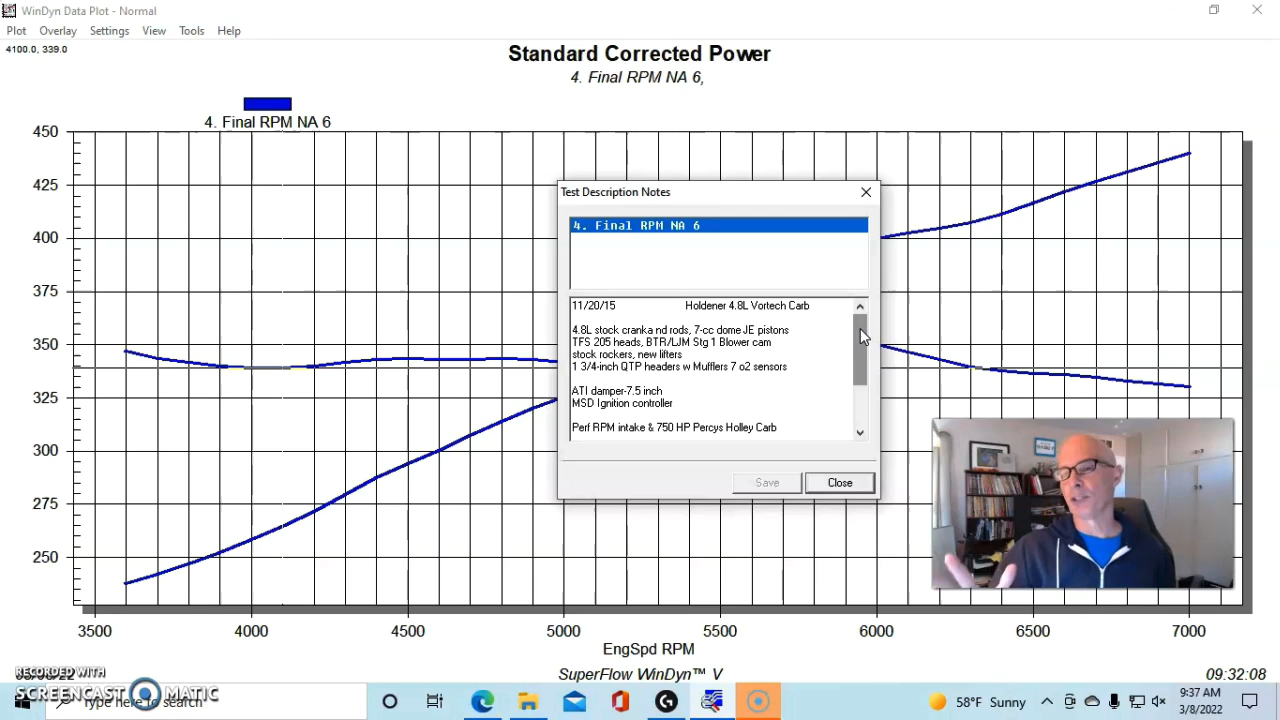 WinDyn Data Plot - Normal
Plot Overlay Settings View Tools Help
4100.0, 339.0
Standard Corrected Power
4. Final RPM NA 6,
4. Final RPM NA 6
450
425
400
375
350
325
300
275
250
Test Description Notes
4. Final RPM NA 6
11/20/15 Holdener 4.8L Vortech Carb
4.8L stock cranka nd rods, 7-cc dome JE pistons
TFS 205 heads, BTR/LJM Stg 1 Blower cam
stock rockers, new lifters
1 3/4-inch QTP headers w Mufflers 7 o2 sensors
ATI damper-7.5 inch
MSD Ignition controller
Perf RPM intake & 750 HP Percys Holley Carb
Save Close
3500 4000 4500 5000 5500 6000 6500 7000
EngSpd RPM
SuperFlow WinDyn™ V
09:32:08
RECORDED WITH
SCREENCAST MATIC
Type here to search
58°F Sunny
9:37 AM
3/8/2022